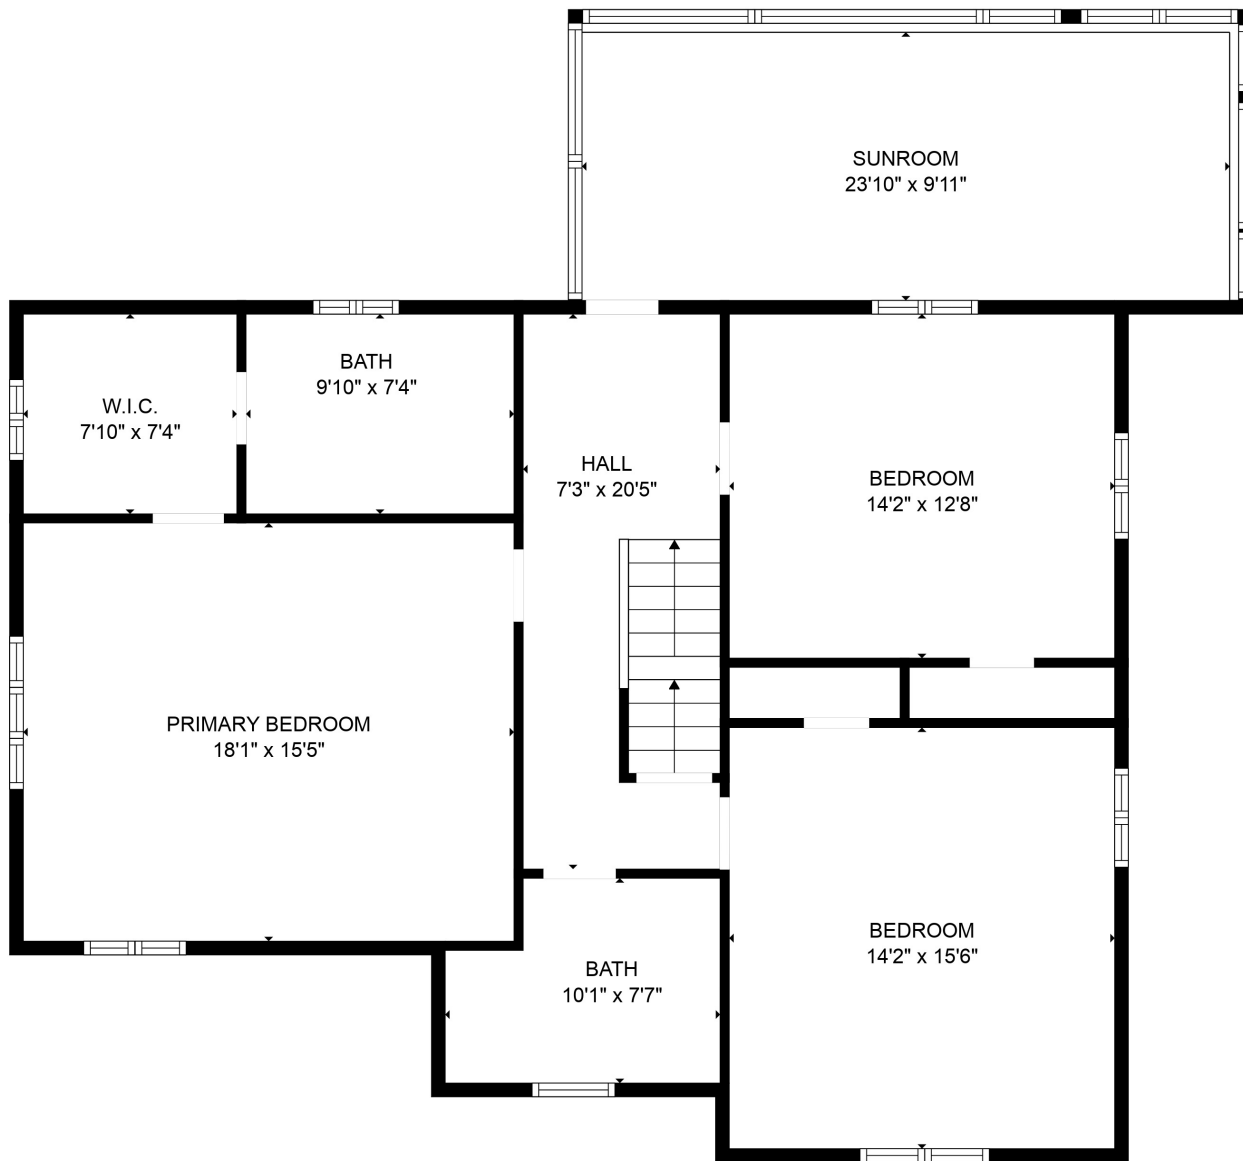 SUNROOM
23'10" x 9'11"
BATH
9'10" x 7'4"
W.I.C.
7'10" x 7'4"
HALL
7'3" x 20'5"
BEDROOM
14'2" x 12'8"
PRIMARY BEDROOM
18'1" x 15'5"
BEDROOM
14'2" x 15'6"
BATH
10'1" x 7'7"